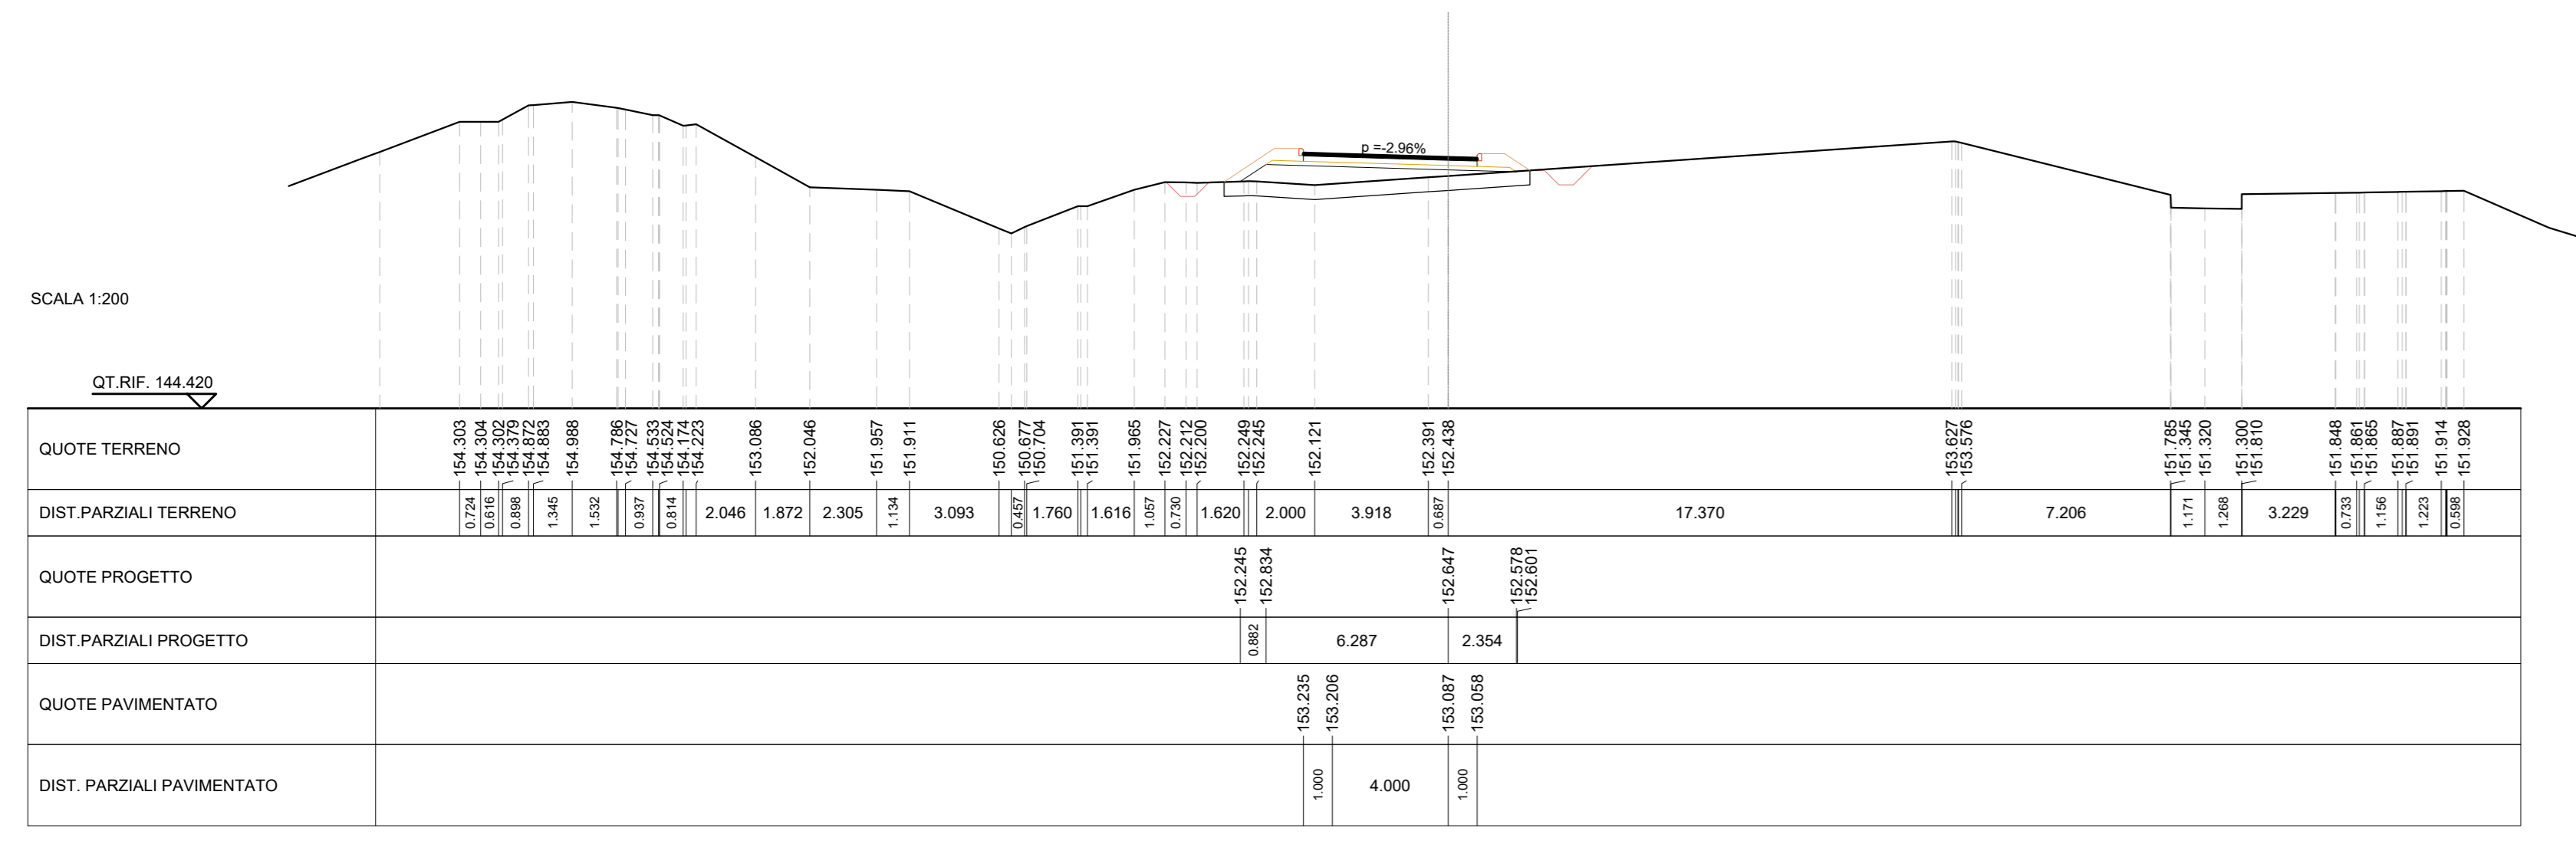 p =-2.96%
SCALA 1:200
QT.RIF. 144.420
QUOTE TERRENO 154.303 154.304 154.302 154.379 154.872 154.883 154.988 154.786 154.727 154.533 154.524 154.174 154.223 153.086 152.046 151.957 151.911 150.626 150.677 150.704 151.391 151.391 151.965 152.227 152.212 152.200 152.249 152.245 152.121 152.391 152.438 153.627 153.576 151.785 151.345 151.320 151.300 151.810 151.848 151.861 151.865 151.887 151.891 151.914 151.928
DIST.PARZIALI TERRENO 0.724 0.616 0.898 1.345 1.532 0.937 0.814 2.046 1.872 2.305 1.134 3.093 0.457 1.760 1.616 1.057 0.730 1.620 2.000 3.918 0.687 17.370 7.206 1.171 1.268 3.229 0.733 1.156 1.223 0.598
QUOTE PROGETTO 152.245 152.834 152.647 152.578 152.601
DIST.PARZIALI PROGETTO 0.882 6.287 2.354
QUOTE PAVIMENTATO 153.235 153.206 153.087 153.058
DIST. PARZIALI PAVIMENTATO 1.000 4.000 1.000